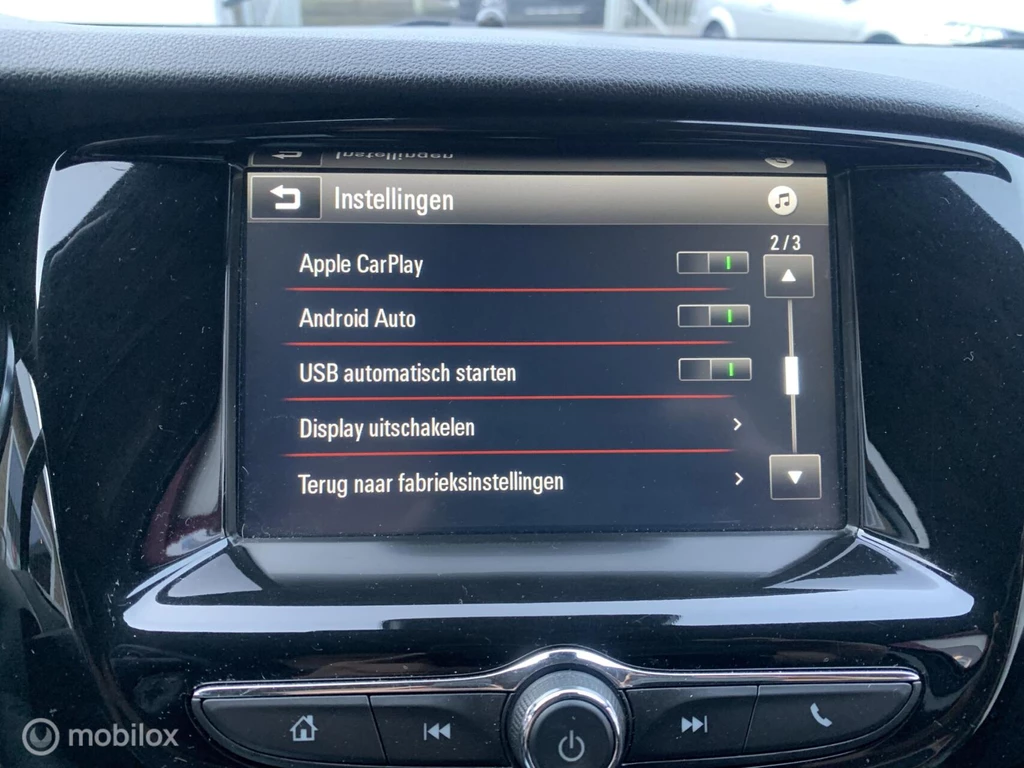 Instellingen
2/3
Apple CarPlay
Android Auto
USB automatisch starten
Display uitschakelen
Terug naar fabrieksinstellingen
mobilox